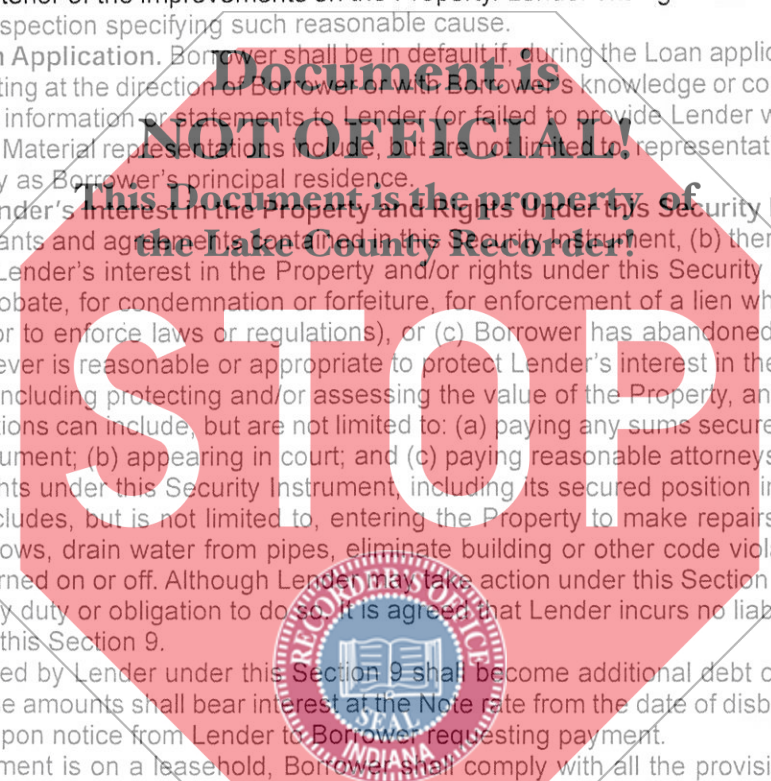 terior of the improvements on the Property. Lender
spection specifying such reasonable cause.
n Application. Borrower shall be in default if, during the Loan applic
Document is
ting at the direction of Borrower or with Borrower's knowledge or co
information or statements to Lender (or failed to provide Lender w
NOT OFFICIAL!
Material representations include, but are not limited to, representat
y as Borrower's principal residence.
This Document is the property of
nder's Interest in the Property and Rights Under this Security
ants and agreements contained in this Security Instrument, (b) ther
the Lake County Recorder!
Lender's interest in the Property and/or rights under this Security
obate, for condemnation or forfeiture, for enforcement of a lien wh
or to enforce laws or regulations), or (c) Borrower has abandoned
ever is reasonable or appropriate to protect Lender's interest in the
ncluding protecting and/or assessing the value of the Property, an
STOP
tions can include, but are not limited to: (a) paying any sums secure
ument; (b) appearing in court; and (c) paying reasonable attorneys
nts under this Security Instrument, including its secured position in
cludes, but is not limited to, entering the Property to make repairs
ows, drain water from pipes, eliminate building or other code viola
rned on or off. Although Lender may take action under this Section
y duty or obligation to do so. It is agreed that Lender incurs no liab
this Section 9.
RECORDER'S OFFICE
ed by Lender under this Section 9 shall become additional debt o
se amounts shall bear interest at the Note rate from the date of disb
SEAL
pon notice from Lender to Borrower requesting payment.
INDIANA
ment is on a leasehold, Borrower shall comply with all the provisi